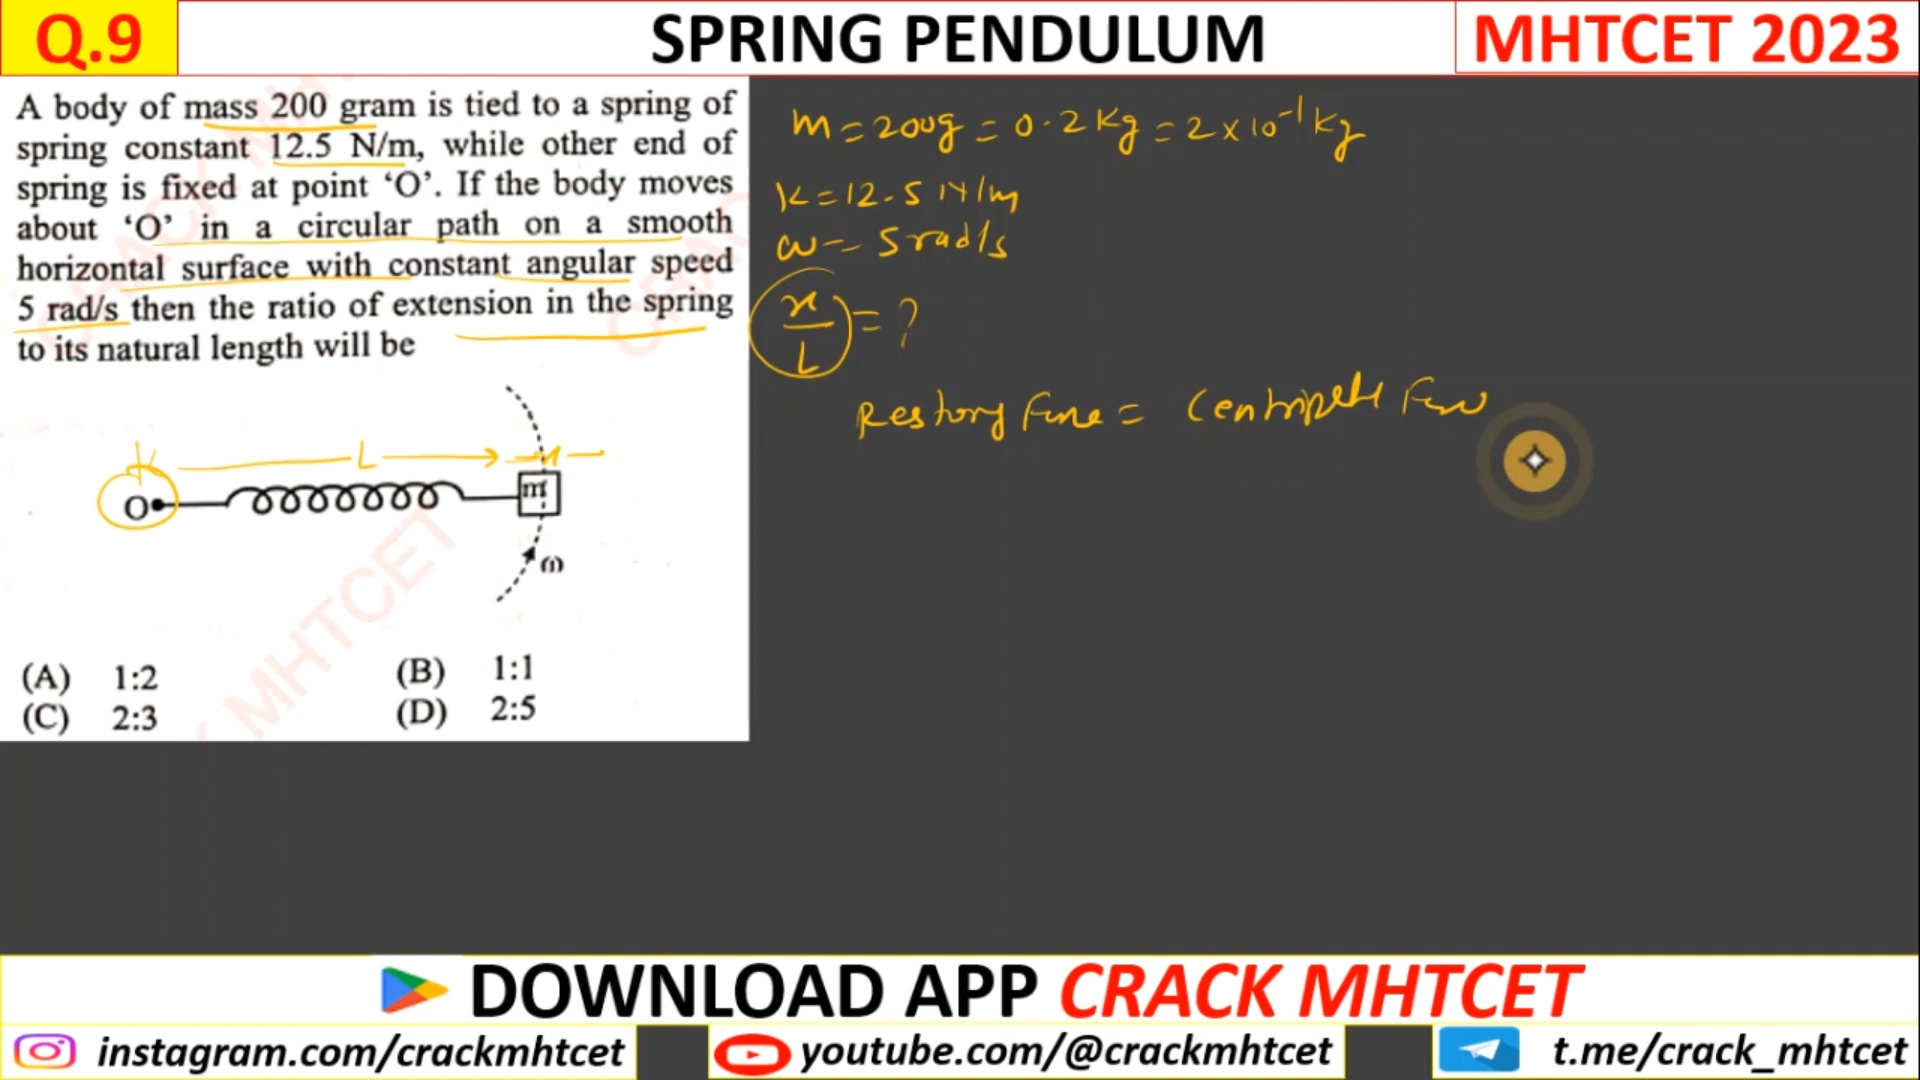 Q.9
SPRING PENDULUM
MHTCET 2023
A body of mass 200 gram is tied to a spring of
spring constant 12.5 N/m, while other end of
spring is fixed at point ‘O’. If the body moves
about ‘O’ in a circular path on a smooth
horizontal surface with constant angular speed
5 rad/s then the ratio of extension in the spring
to its natural length will be
L
x
O
m
ω
(A) 1:2
(B) 1:1
(C) 2:3
(D) 2:5
m = 200g = 0.2 kg = 2 × 10⁻¹ kg
K = 12.5 N/m
ω = 5 rad/s
x/L = ?
Restoring Force = Centripetal Force
CRACK MHTCET
DOWNLOAD APP CRACK MHTCET
instagram.com/crackmhtcet
youtube.com/@crackmhtcet
t.me/crack_mhtcet